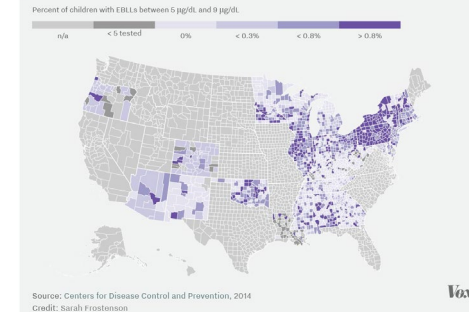 Percent of children with EBLLs between 5 µg/dL and 9 µg/dL
n/a < 5 tested 0% < 0.3% < 0.8% > 0.8%
Source: Centers for Disease Control and Prevention, 2014
Credit: Sarah Frostenson
Vox